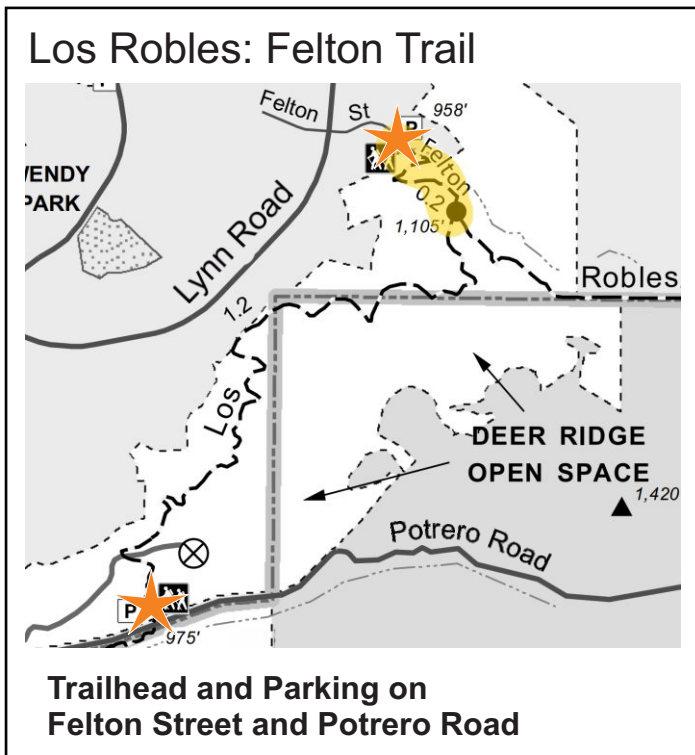 Los Robles: Felton Trail
Felton St
P
958'
Felton
0.2
1,105'
WENDY
PARK
Lynn Road
Robles
1.2
Los
DEER RIDGE
OPEN SPACE
1,420
Potrero Road
P
975'
Trailhead and Parking on
Felton Street and Potrero Road